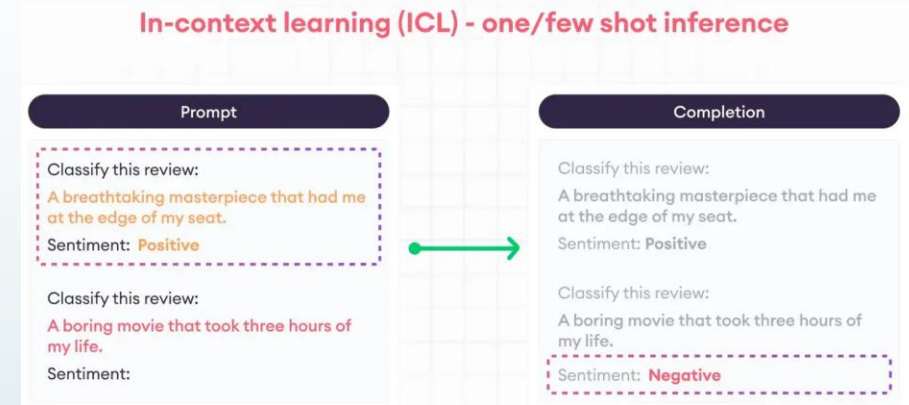 In-context learning (ICL) - one/few shot inference
Prompt
Classify this review:
A breathtaking masterpiece that had me
at the edge of my seat.
Sentiment: Positive
Classify this review:
A boring movie that took three hours of
my life.
Sentiment:
Completion
Classify this review:
A breathtaking masterpiece that had me
at the edge of my seat.
Sentiment: Positive
Classify this review:
A boring movie that took three hours of
my life.
Sentiment: Negative